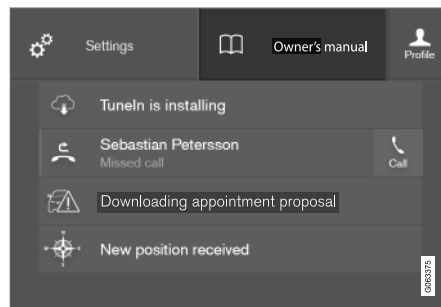 Settings
Owner's manual
Profile
TuneIn is installing
Sebastian Petersson
Missed call
Call
Downloading appointment proposal
New position received
G063375